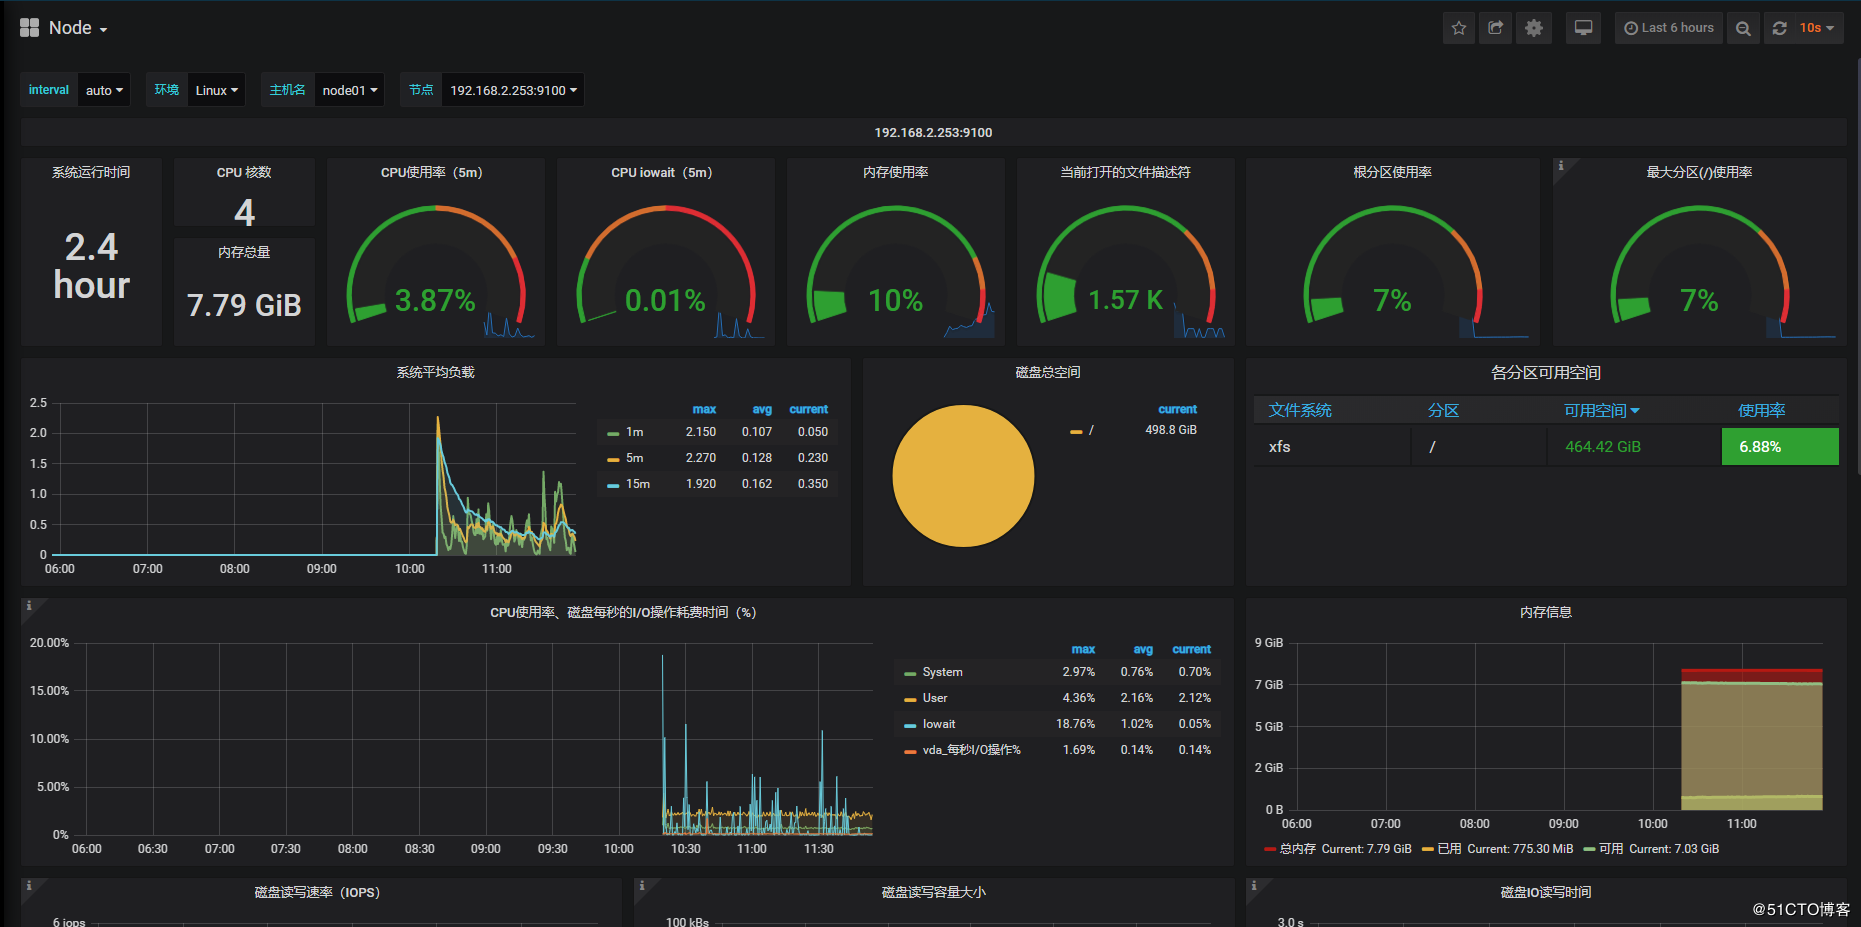 Node
Last 6 hours
10s
interval auto 环境 Linux 主机名 node01 节点 192.168.2.253:9100
192.168.2.253:9100
系统运行时间
2.4
hour
CPU 核数
4
内存总量
7.79 GiB
CPU使用率（5m）
3.87%
CPU iowait（5m）
0.01%
内存使用率
10%
当前打开的文件描述符
1.57 K
根分区使用率
7%
最大分区(/)使用率
7%
系统平均负载
2.5
2.0
1.5
1.0
0.5
0
06:00 07:00 08:00 09:00 10:00 11:00
max avg current
1m 2.150 0.107 0.050
5m 2.270 0.128 0.230
15m 1.920 0.162 0.350
磁盘总空间
current
/ 498.8 GiB
各分区可用空间
文件系统 分区 可用空间 使用率
xfs / 464.42 GiB 6.88%
CPU使用率、磁盘每秒的I/O操作耗费时间（%）
20.00%
15.00%
10.00%
5.00%
0%
06:00 06:30 07:00 07:30 08:00 08:30 09:00 09:30 10:00 10:30 11:00 11:30
max avg current
System 2.97% 0.76% 0.70%
User 4.36% 2.16% 2.12%
Iowait 18.76% 1.02% 0.05%
vda_每秒I/O操作% 1.69% 0.14% 0.14%
内存信息
9 GiB
7 GiB
5 GiB
2 GiB
0 B
06:00 07:00 08:00 09:00 10:00 11:00
总内存 Current: 7.79 GiB 已用 Current: 775.30 MiB 可用 Current: 7.03 GiB
磁盘读写速率（IOPS）
6 iops
磁盘读写容量大小
100 kBs
磁盘IO读写时间
3.0 s
@51CTO博客